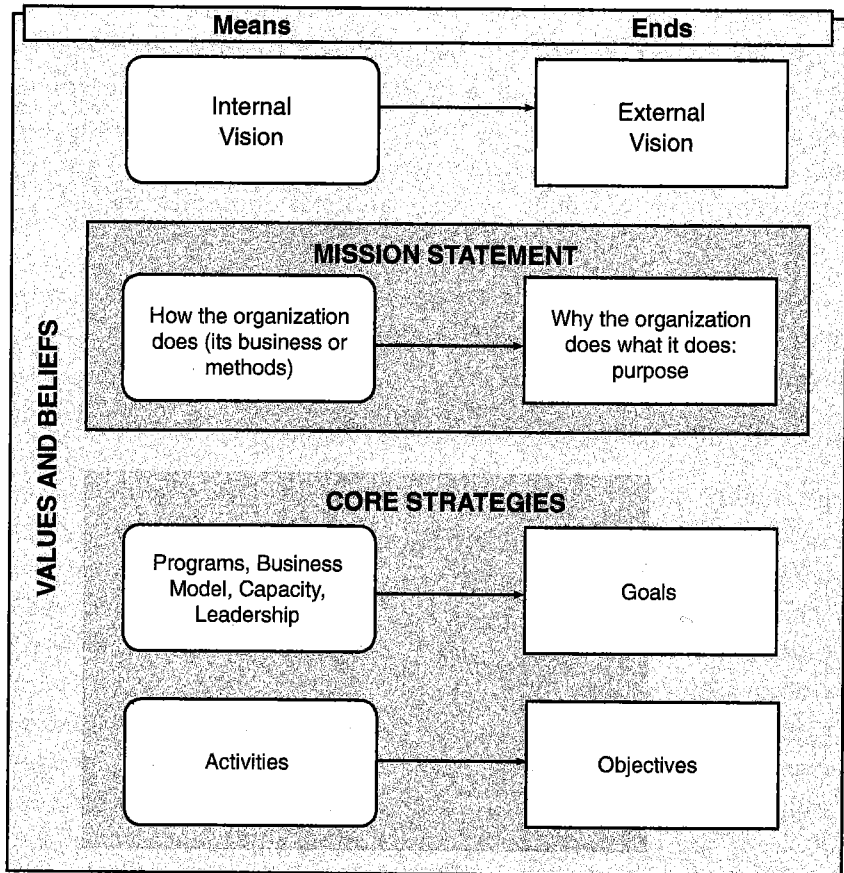 Means
Ends
Internal
Vision
External
Vision
MISSION STATEMENT
How the organization
does (its business or
methods)
Why the organization
does what it does:
purpose
VALUES AND BELIEFS
CORE STRATEGIES
Programs, Business
Model, Capacity,
Leadership
Goals
Activities
Objectives